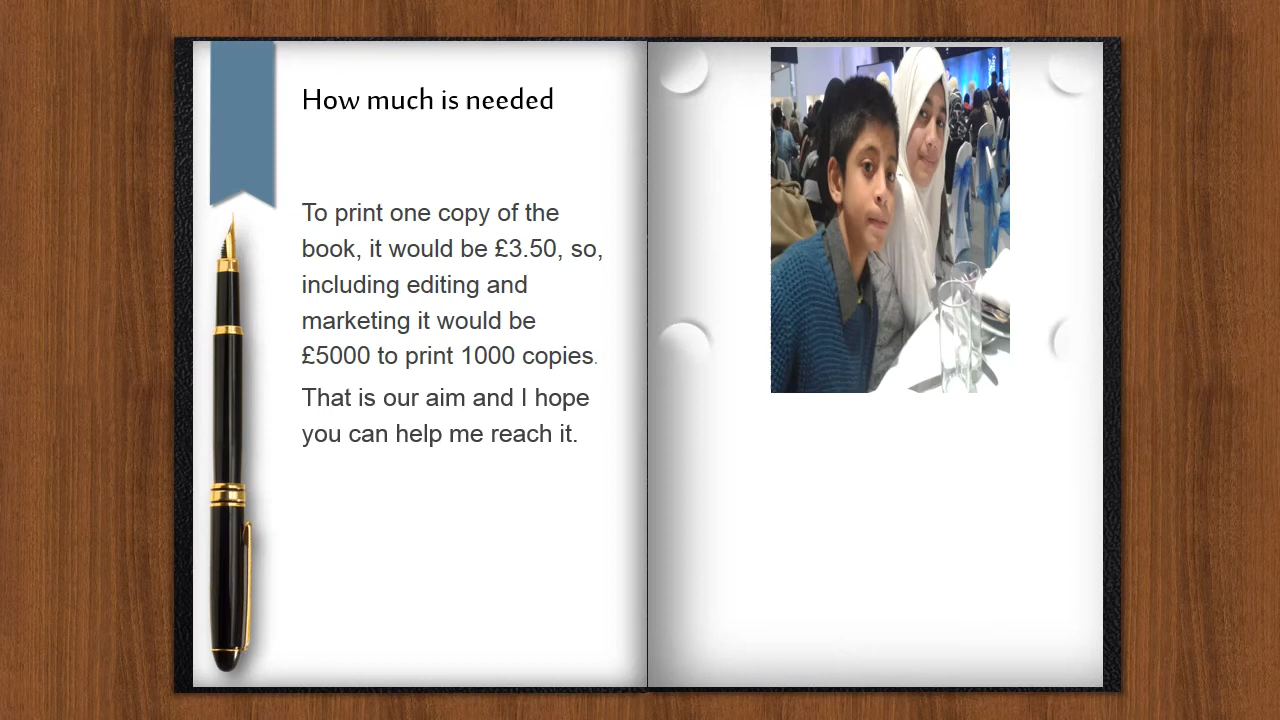 How much is needed
To print one copy of the
book, it would be £3.50, so,
including editing and
marketing it would be
£5000 to print 1000 copies.
That is our aim and I hope
you can help me reach it.